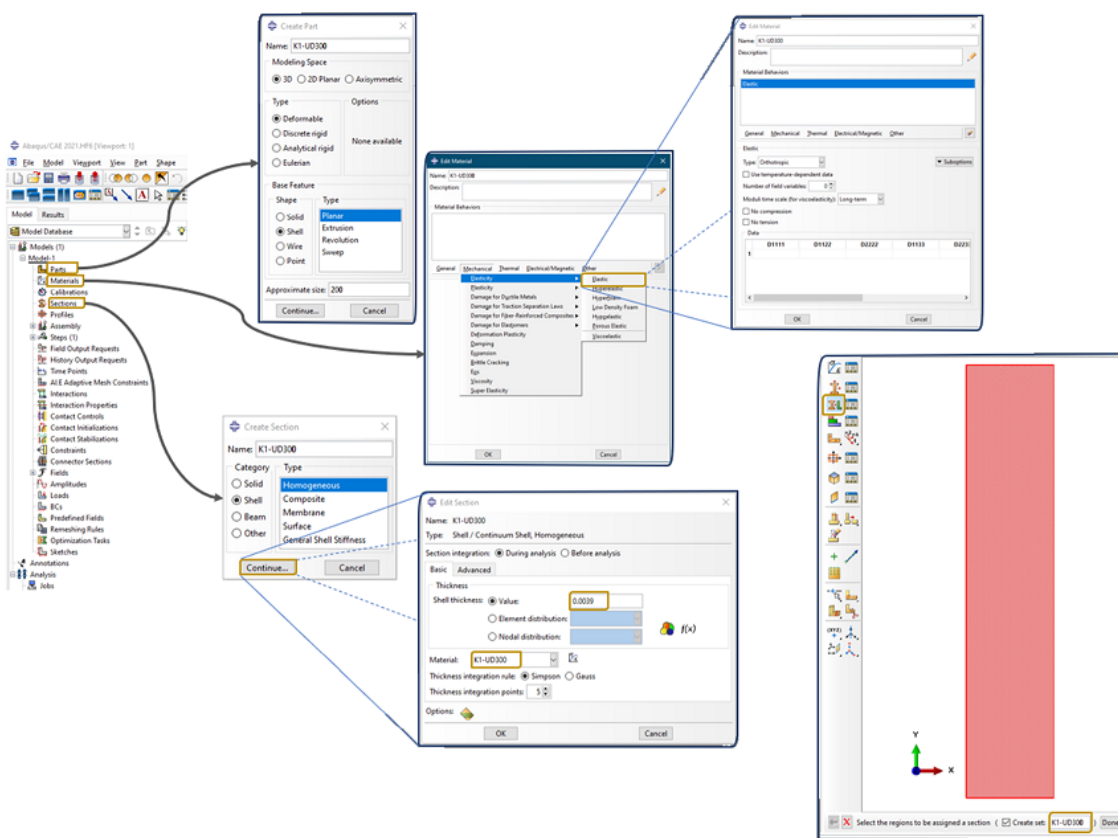 Abaqus/CAE 2021.HF6 [Viewport: 1]
File Model Viewport View Part Shape
Model Results
Model Database
Models (1)
Model-1
Parts
Materials
Calibrations
Sections
Profiles
Assembly
Steps (1)
Field Output Requests
History Output Requests
Time Points
ALE Adaptive Mesh Constraints
Interactions
Interaction Properties
Contact Controls
Contact Initializations
Contact Stabilizations
Constraints
Connector Sections
Fields
Amplitudes
Loads
BCs
Predefined Fields
Remeshing Rules
Optimization Tasks
Sketches
Annotations
Analysis
Jobs
Create Part
Name: K1-UD300
Modeling Space
3D 2D Planar Axisymmetric
Type Options
Deformable
Discrete rigid
Analytical rigid
Eulerian
None available
Base Feature
Shape Type
Solid
Shell
Wire
Point
Planar
Extrusion
Revolution
Sweep
Approximate size: 200
Continue... Cancel
Edit Material
Name: K1-UD300
Description:
Material Behaviors
General Mechanical Thermal Electrical/Magnetic Other
Elasticity
Plasticity
Damage for Ductile Metals
Damage for Traction Separation Laws
Damage for Fiber-Reinforced Composites
Damage for Elastomers
Deformation Plasticity
Damping
Expansion
Brittle Cracking
Eos
Viscosity
Super Elasticity
Elastic
Hyperelastic
Hyperfoam
Low Density Foam
Hypoelastic
Porous Elastic
Viscoelastic
OK Cancel
Edit Material
Name: K1-UD300
Description:
Material Behaviors
Elastic
General Mechanical Thermal Electrical/Magnetic Other
Elastic
Type: Orthotropic Suboptions
Use temperature-dependent data
Number of field variables: 0
Moduli time scale (for viscoelasticity): Long-term
No compression
No tension
Data
D1111 D1122 D2222 D1133
1
OK Cancel
Create Section
Name: K1-UD300
Category Type
Solid
Shell
Beam
Other
Homogeneous
Composite
Membrane
Surface
General Shell Stiffness
Continue... Cancel
Edit Section
Name: K1-UD300
Type: Shell / Continuum Shell, Homogeneous
Section integration: During analysis Before analysis
Basic Advanced
Thickness
Shell thickness: Value: 0.0039
Element distribution:
Nodal distribution: f(x)
Material: K1-UD300
Thickness integration rule: Simpson Gauss
Thickness integration points: 5
Options:
OK Cancel
Y
X
Select the regions to be assigned a section ( Create set: K1-UD300 ) Done